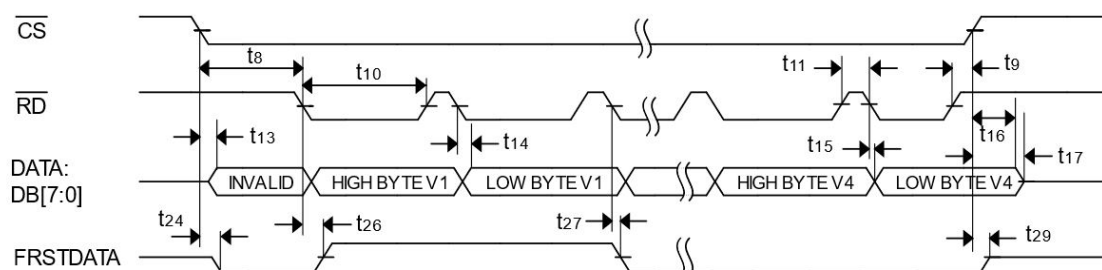 CS
t8
t10
t11
t9
RD
t13
t14
t15
t16
t17
DATA:
DB[7:0]
INVALID
HIGH BYTE V1
LOW BYTE V1
HIGH BYTE V4
LOW BYTE V4
t24
t26
t27
t29
FRSTDATA